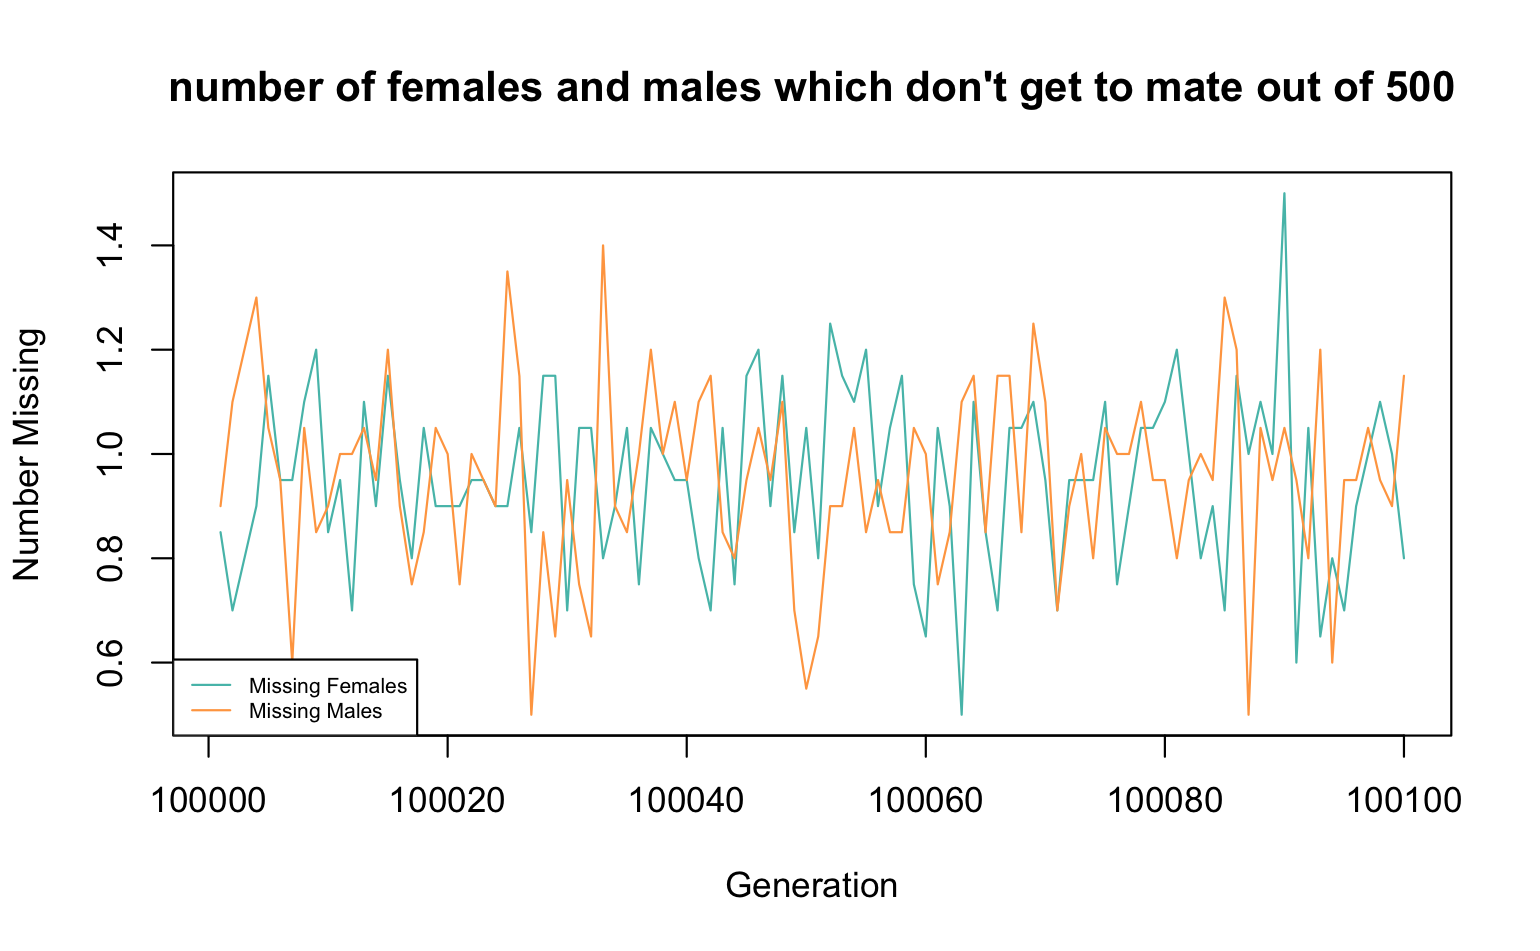 number of females and males which don't get to mate out of 500
Number Missing
1.4
1.2
1.0
0.8
0.6
Missing Females
Missing Males
100000 100020 100040 100060 100080 100100
Generation